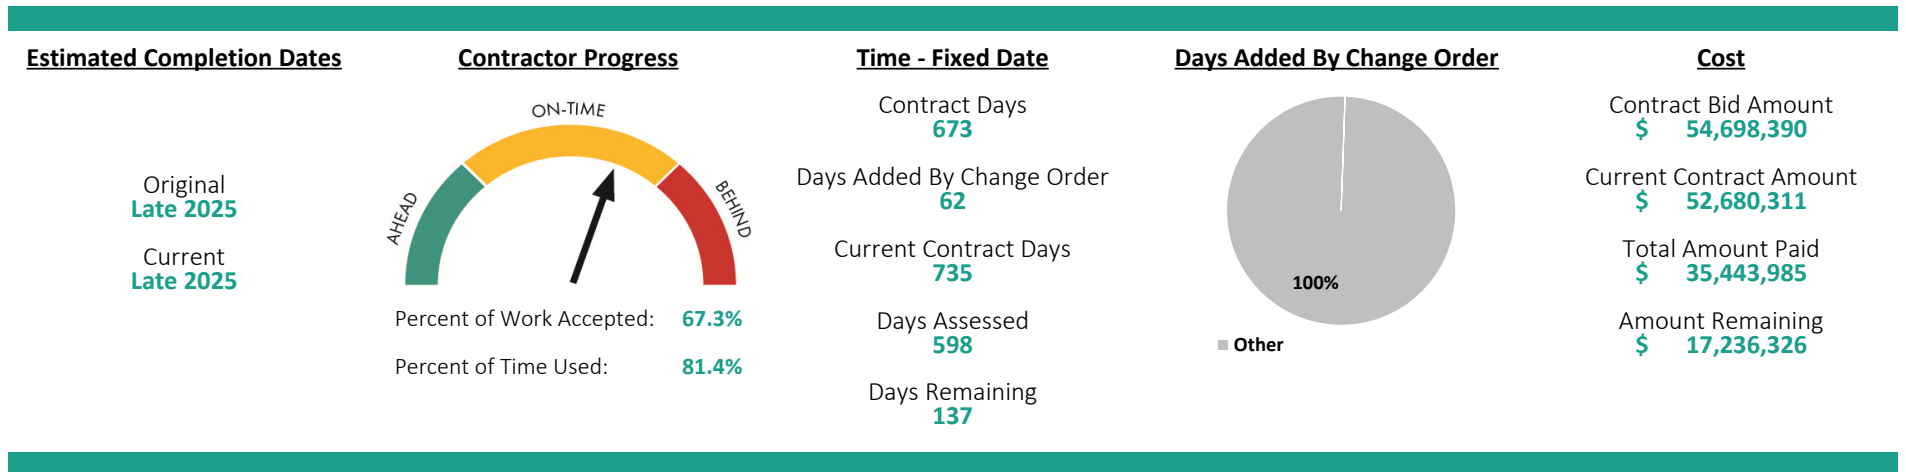 Estimated Completion Dates
Original
Late 2025
Current
Late 2025
Contractor Progress
AHEAD
ON-TIME
BEHIND
Percent of Work Accepted: 67.3%
Percent of Time Used: 81.4%
Time - Fixed Date
Contract Days
673
Days Added By Change Order
62
Current Contract Days
735
Days Assessed
598
Days Remaining
137
Days Added By Change Order
100%
Other
Cost
Contract Bid Amount
$ 54,698,390
Current Contract Amount
$ 52,680,311
Total Amount Paid
$ 35,443,985
Amount Remaining
$ 17,236,326